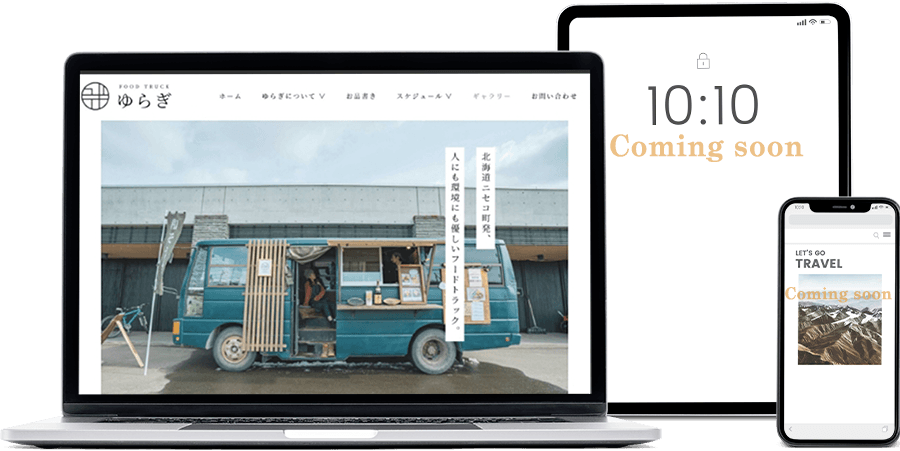 FOOD TRUCK
ゆらぎ
ホーム ゆらぎについて ∨ お品書き スケジュール ∨ ギャラリー お問い合わせ
北海道ニセコ町発、
人にも環境にも優しいフードトラック。
10:10
Coming soon
LET'S GO
TRAVEL
Coming soon